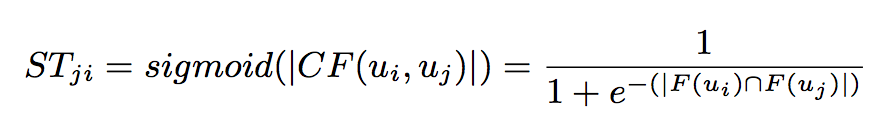 ST_{ji} = sigmoid(|CF(u_i, u_j)|) = \frac{1}{1 + e^{-(|F(u_i) \cap F(u_j)|)}}